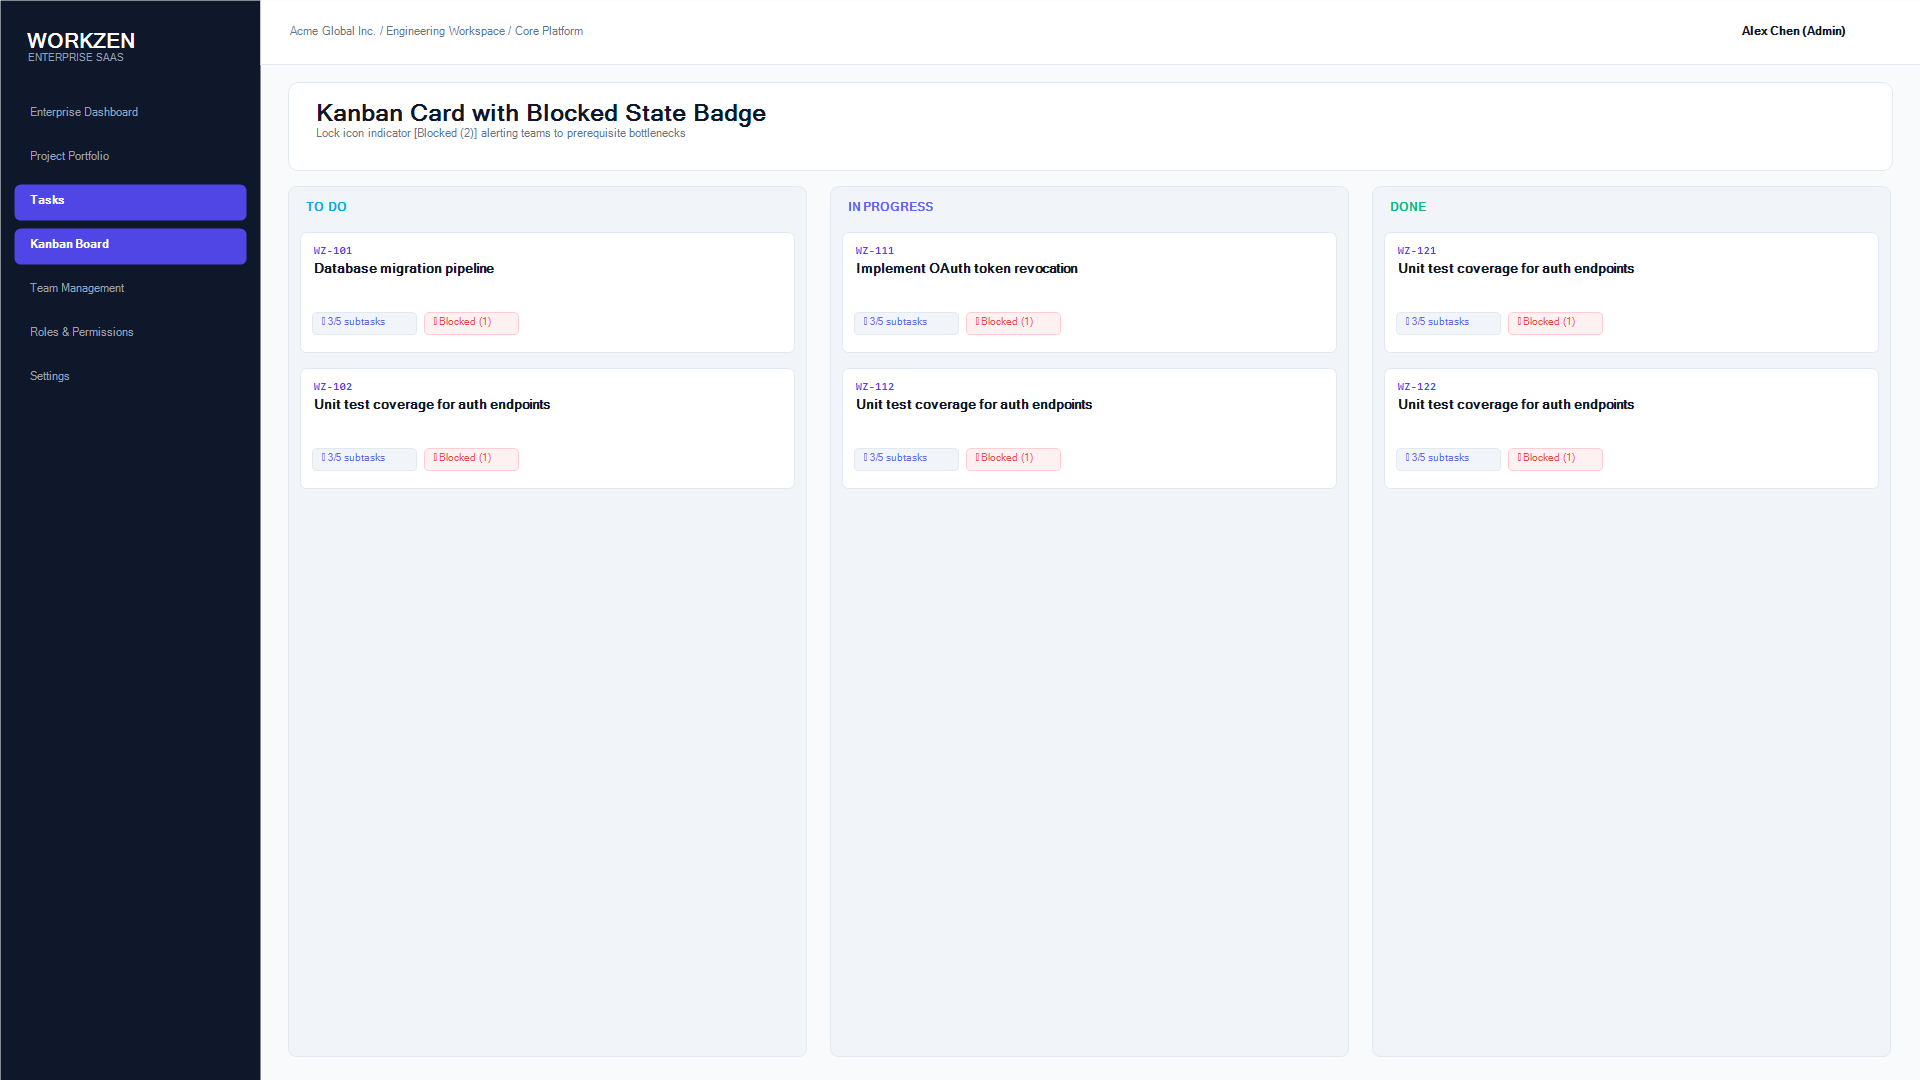 WORKZEN
ENTERPRISE SAAS
Enterprise Dashboard
Project Portfolio
Tasks
Kanban Board
Team Management
Roles & Permissions
Settings
Acme Global Inc. / Engineering Workspace / Core Platform
Alex Chen (Admin)
Kanban Card with Blocked State Badge
Lock icon indicator [Blocked (2)] alerting teams to prerequisite bottlenecks
TO DO
WZ-101
Database migration pipeline
3/5 subtasks
Blocked (1)
WZ-102
Unit test coverage for auth endpoints
3/5 subtasks
Blocked (1)
IN PROGRESS
WZ-111
Implement OAuth token revocation
3/5 subtasks
Blocked (1)
WZ-112
Unit test coverage for auth endpoints
3/5 subtasks
Blocked (1)
DONE
WZ-121
Unit test coverage for auth endpoints
3/5 subtasks
Blocked (1)
WZ-122
Unit test coverage for auth endpoints
3/5 subtasks
Blocked (1)